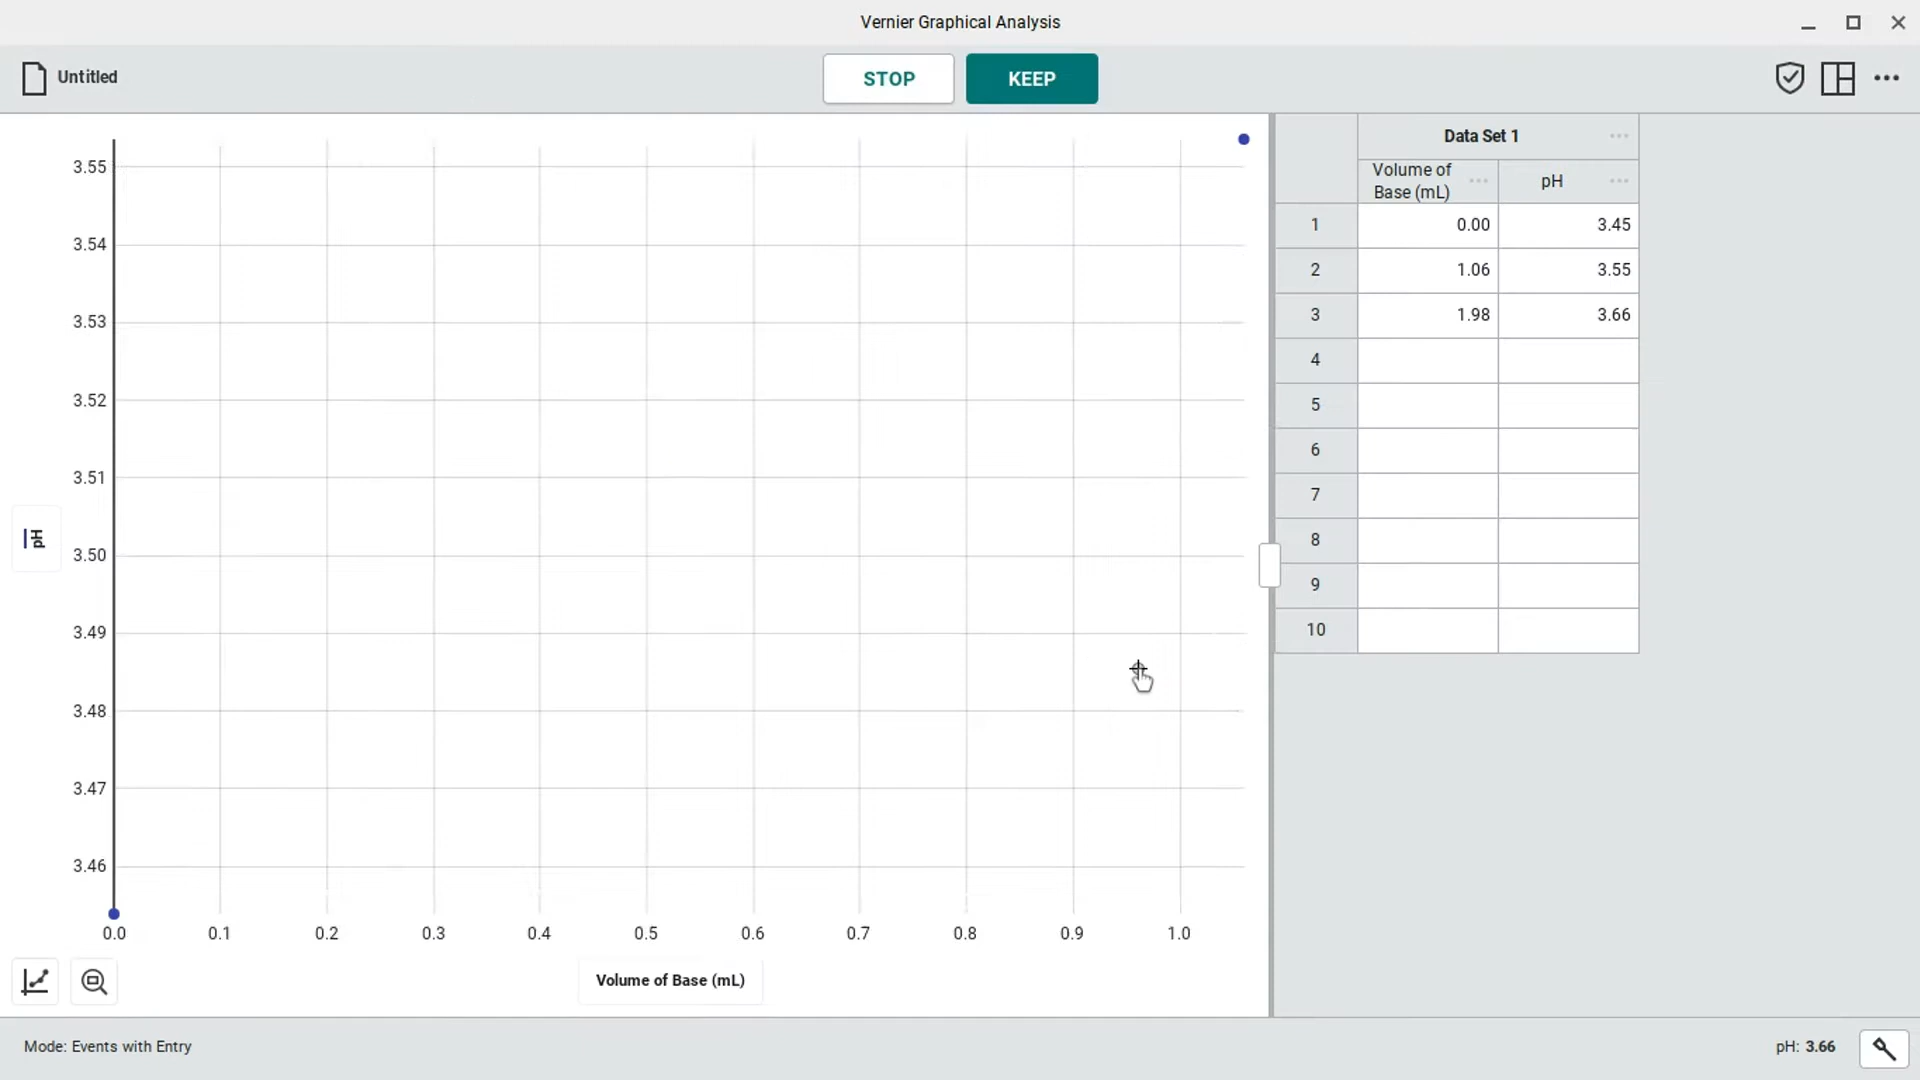 Vernier Graphical Analysis
Untitled
STOP
KEEP
3.55
3.54
3.53
3.52
3.51
3.50
3.49
3.48
3.47
3.46
pH
0.0 0.1 0.2 0.3 0.4 0.5 0.6 0.7 0.8 0.9 1.0
Volume of Base (mL)
Data Set 1
Volume of
Base (mL)
pH
1 0.00 3.45
2 1.06 3.55
3 1.98 3.66
4
5
6
7
8
9
10
Mode: Events with Entry
pH: 3.66